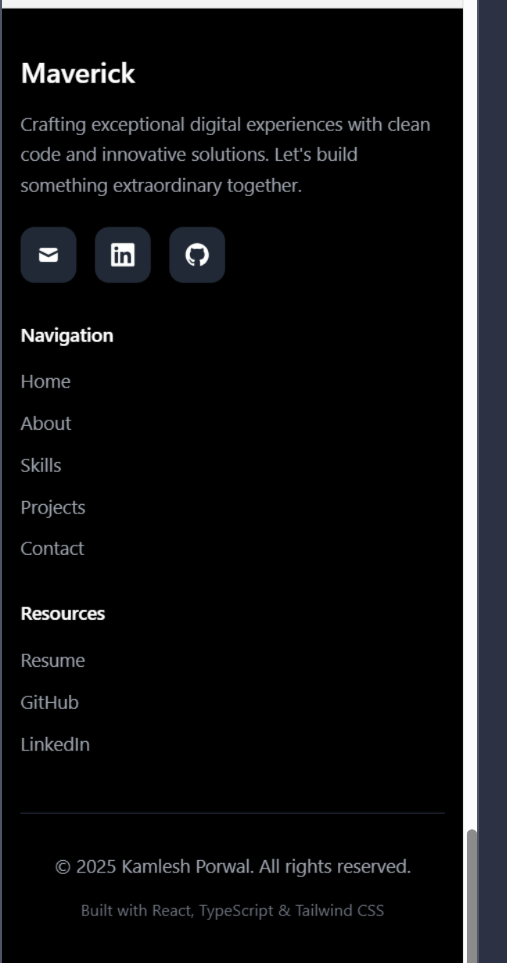 Maverick
Crafting exceptional digital experiences with clean
code and innovative solutions. Let's build
something extraordinary together.
in
Navigation
Home
About
Skills
Projects
Contact
Resources
Resume
GitHub
LinkedIn
© 2025 Kamlesh Porwal. All rights reserved.
Built with React, TypeScript & Tailwind CSS